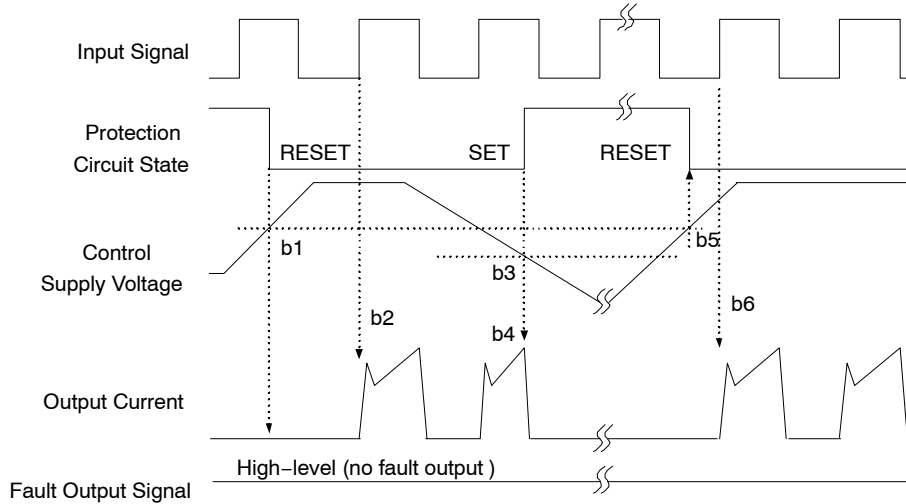 Input Signal
Protection
Circuit State
RESET
SET
RESET
Control
Supply Voltage
b1
b3
b5
b2
b4
b6
Output Current
High−level (no fault output )
Fault Output Signal